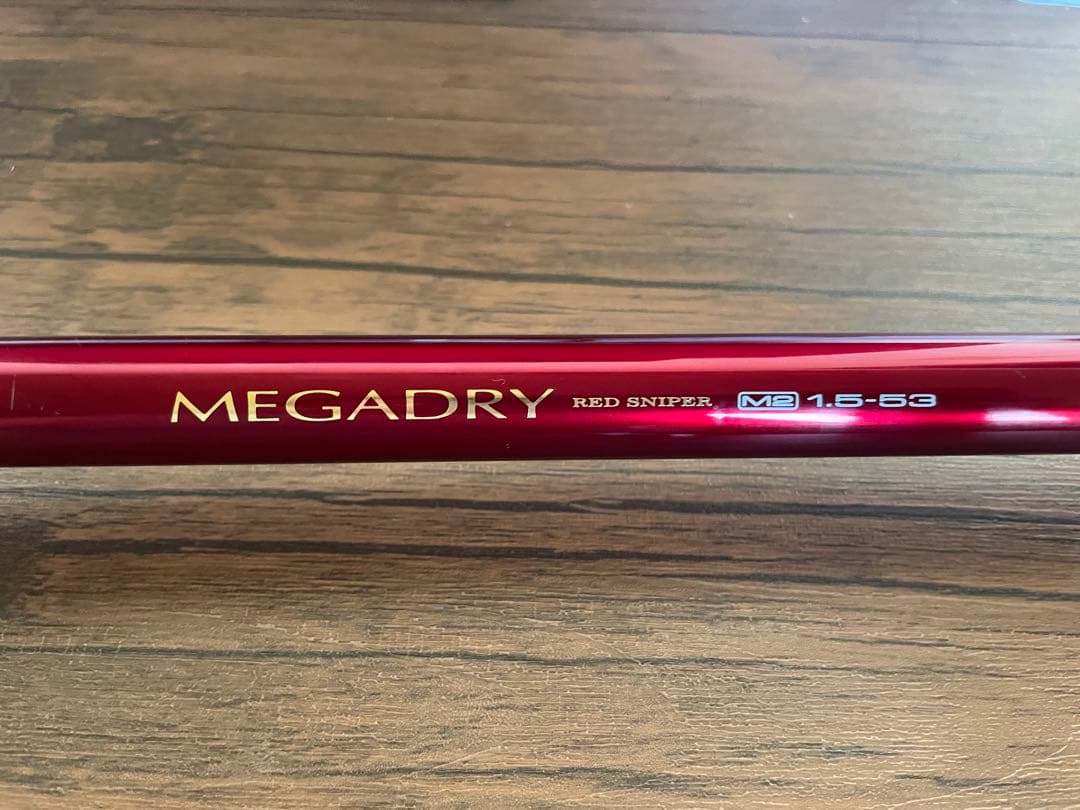 MEGADRY RED SNIPER M2 1.5-53